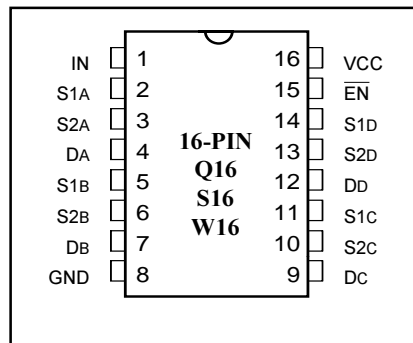 IN 1 16 VCC
S1A 2 15 EN
S2A 3 14 S1D
DA 4 13 S2D
16-PIN
Q16
S16
W16
S1B 5 12 DD
S2B 6 11 S1C
DB 7 10 S2C
GND 8 9 DC